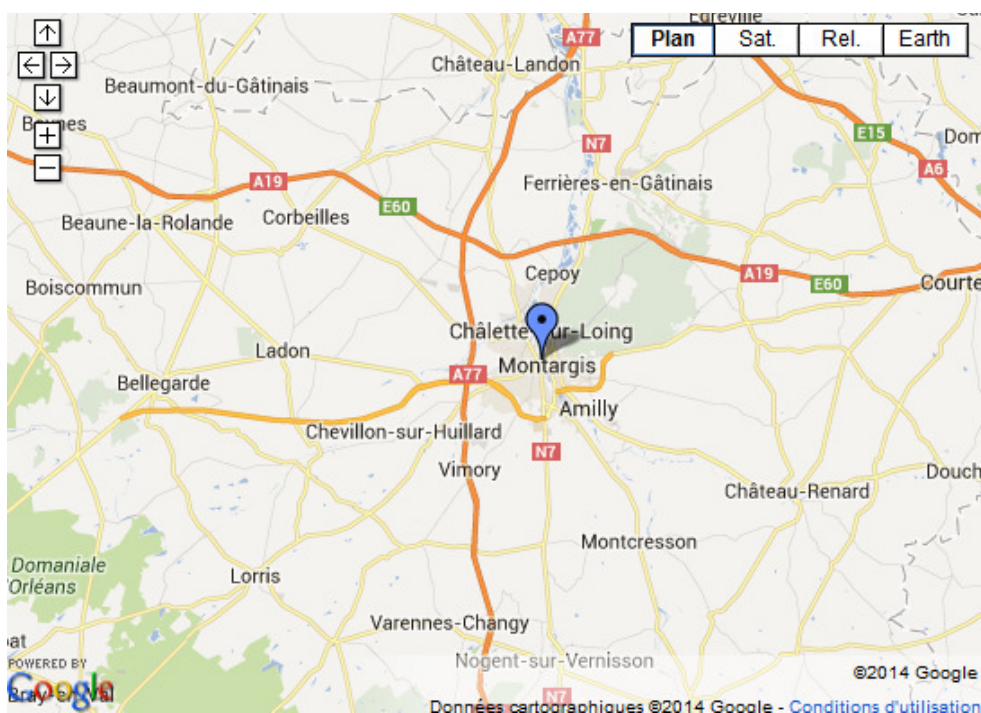 Egreville
A77
Plan Sat. Rel. Earth
Château-Landon
Beaumont-du-Gâtinais
E15
N7
A6
A19
Ferrières-en-Gâtinais
E60
Beaune-la-Rolande
Corbeilles
Cepoy
A19
E60
Boiscommun
Courte
Châlette-sur-Loing
Ladon
Montargis
A77
Bellegarde
Amilly
Chevillon-sur-Huillard
N7
Vimory
Douch
Château-Renard
Montcresson
Domaniale
d'Orléans
Lorris
Varennes-Changy
Nogent-sur-Vernisson
POWERED BY
Google
©2014 Google
N7
Données cartographiques ©2014 Google - Conditions d'utilisation